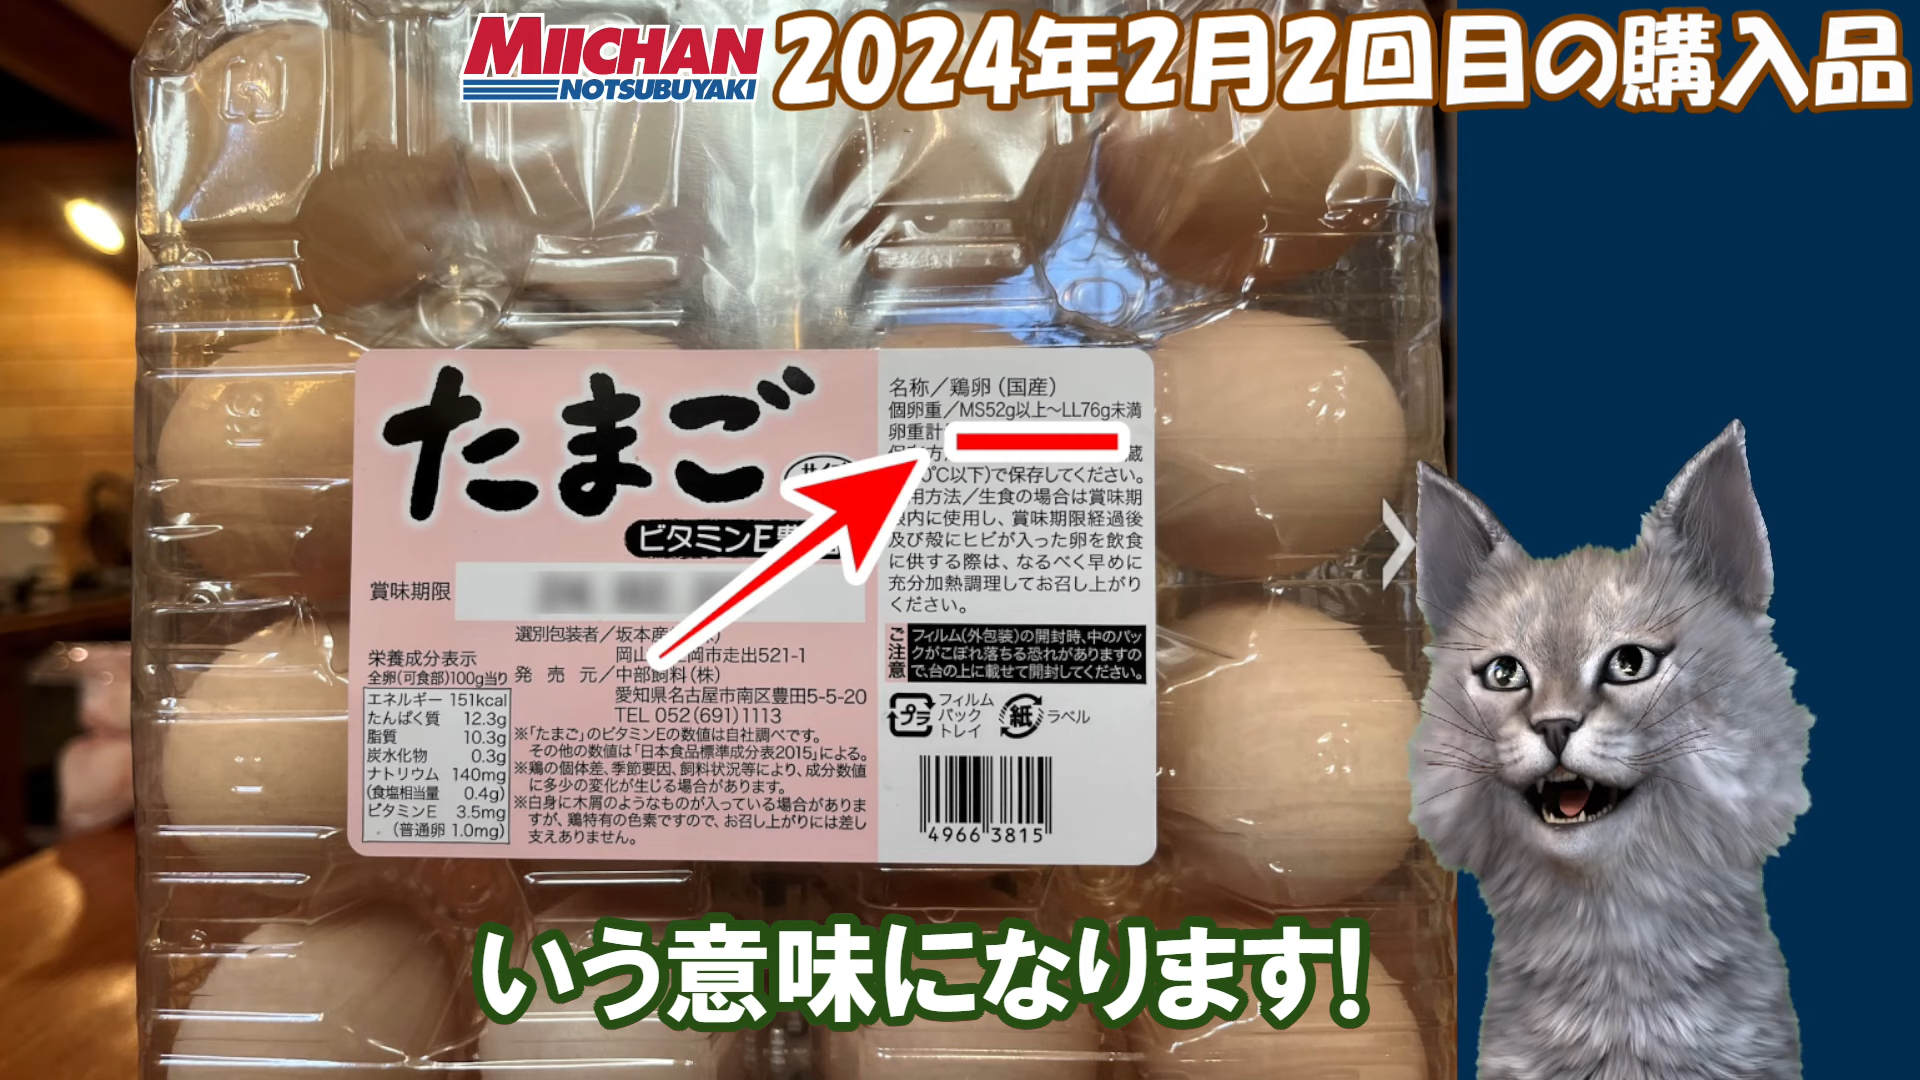 MIICHAN
NOTSUBUYAKI
2024年2月2回目の購入品
たまご
ビタミンE
賞味期限
選別包装者／坂本産
岡山 岡市走出521-1
発売元／中部飼料(株)
愛知県名古屋市南区豊田5-5-20
TEL 052(691)1113
※「たまご」のビタミンEの数値は自社調べです。
その他の数値は「日本食品標準成分表2015」による。
※鶏の個体差、季節要因、飼料状況等により、成分数値
に多少の変化が生じる場合があります。
※白身に木屑のようなものが入っている場合がありま
すが、鶏特有の色素ですので、お召し上がりには差し
支えありません。
栄養成分表示
全卵(可食部)100g当り
エネルギー 151kcal
たんぱく質 12.3g
脂質 10.3g
炭水化物 0.3g
ナトリウム 140mg
(食塩相当量 0.4g)
ビタミンE 3.5mg
(普通卵 1.0mg)
名称／鶏卵(国産)
個卵重／MS52g以上～LL76g未満
卵重計
蔵
℃以下)で保存してください。
用方法／生食の場合は賞味期
限内に使用し、賞味期限経過後
及び殻にヒビが入った卵を飲食
に供する際は、なるべく早めに
充分加熱調理してお召し上がり
ください。
ご注意
フィルム(外包装)の開封時、中のパッ
クがこぼれ落ちる恐れがありますの
で、台の上に載せて開封してください。
プラ
フィルム
パック
トレイ
紙
ラベル
4966 3815
いう意味になります!